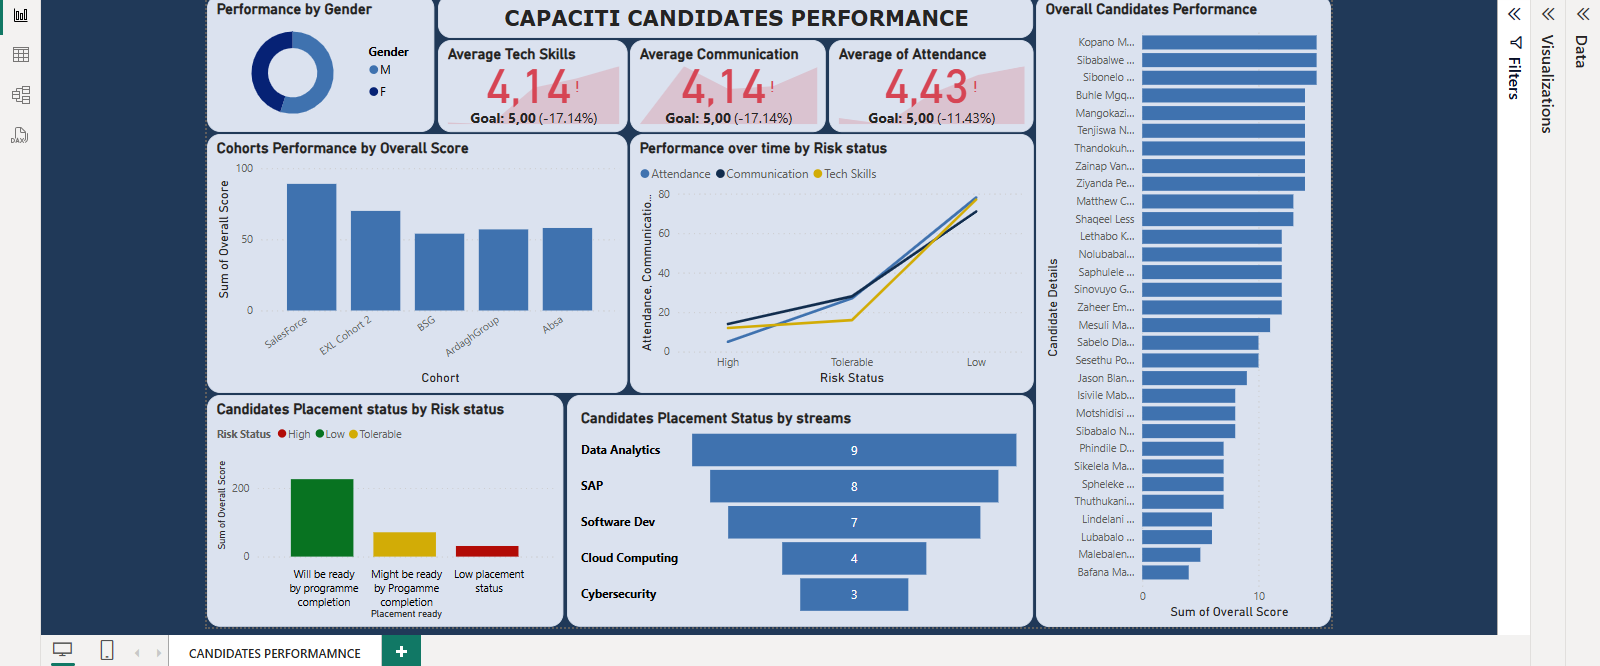 Performance by Gender
Gender
M
F
CAPACITI CANDIDATES PERFORMANCE
Average Tech Skills
4,14!
Goal: 5,00 (-17.14%)
Average Communication
4,14!
Goal: 5,00 (-17.14%)
Average of Attendance
4,43!
Goal: 5,00 (-11.43%)
Cohorts Performance by Overall Score
Sum of Overall Score
100
50
0
SalesForce
EXL Cohort 2
BSG
ArdaghGroup
Absa
Cohort
Performance over time by Risk status
Attendance Communication Tech Skills
Attendance, Communicatio...
80
60
40
20
0
High
Tolerable
Low
Risk Status
Candidates Placement status by Risk status
Risk Status High Low Tolerable
Sum of Overall Score
200
0
Will be ready
by programme
completion
Might be ready
by Progamme
completion
Low placement
status
Placement ready
Candidates Placement Status by streams
Data Analytics 9
SAP 8
Software Dev 7
Cloud Computing 4
Cybersecurity 3
Overall Candidates Performance
Candidate Details
Kopano M...
Sibabalwe ...
Sibonelo ...
Buhle Mgq...
Mangokazi...
Tenjiswa N...
Thandokuh...
Zainap Van...
Ziyanda Pe...
Matthew C...
Shaqeel Less
Lethabo K...
Nolubabal...
Saphulele ...
Sinovuyo G...
Zaheer Em...
Mesuli Ma...
Sabelo Dla...
Sesethu Po...
Jason Blan...
Isivile Mab...
Motshidisi ...
Sibabalo N...
Phindile D...
Sikelela Ma...
Spheleke ...
Thuthukani...
Lindelani ...
Lubabalo ...
Malebalen...
Bafana Ma...
0
10
Sum of Overall Score
Filters
Visualizations
Data
DAX
CANDIDATES PERFORMAMNCE